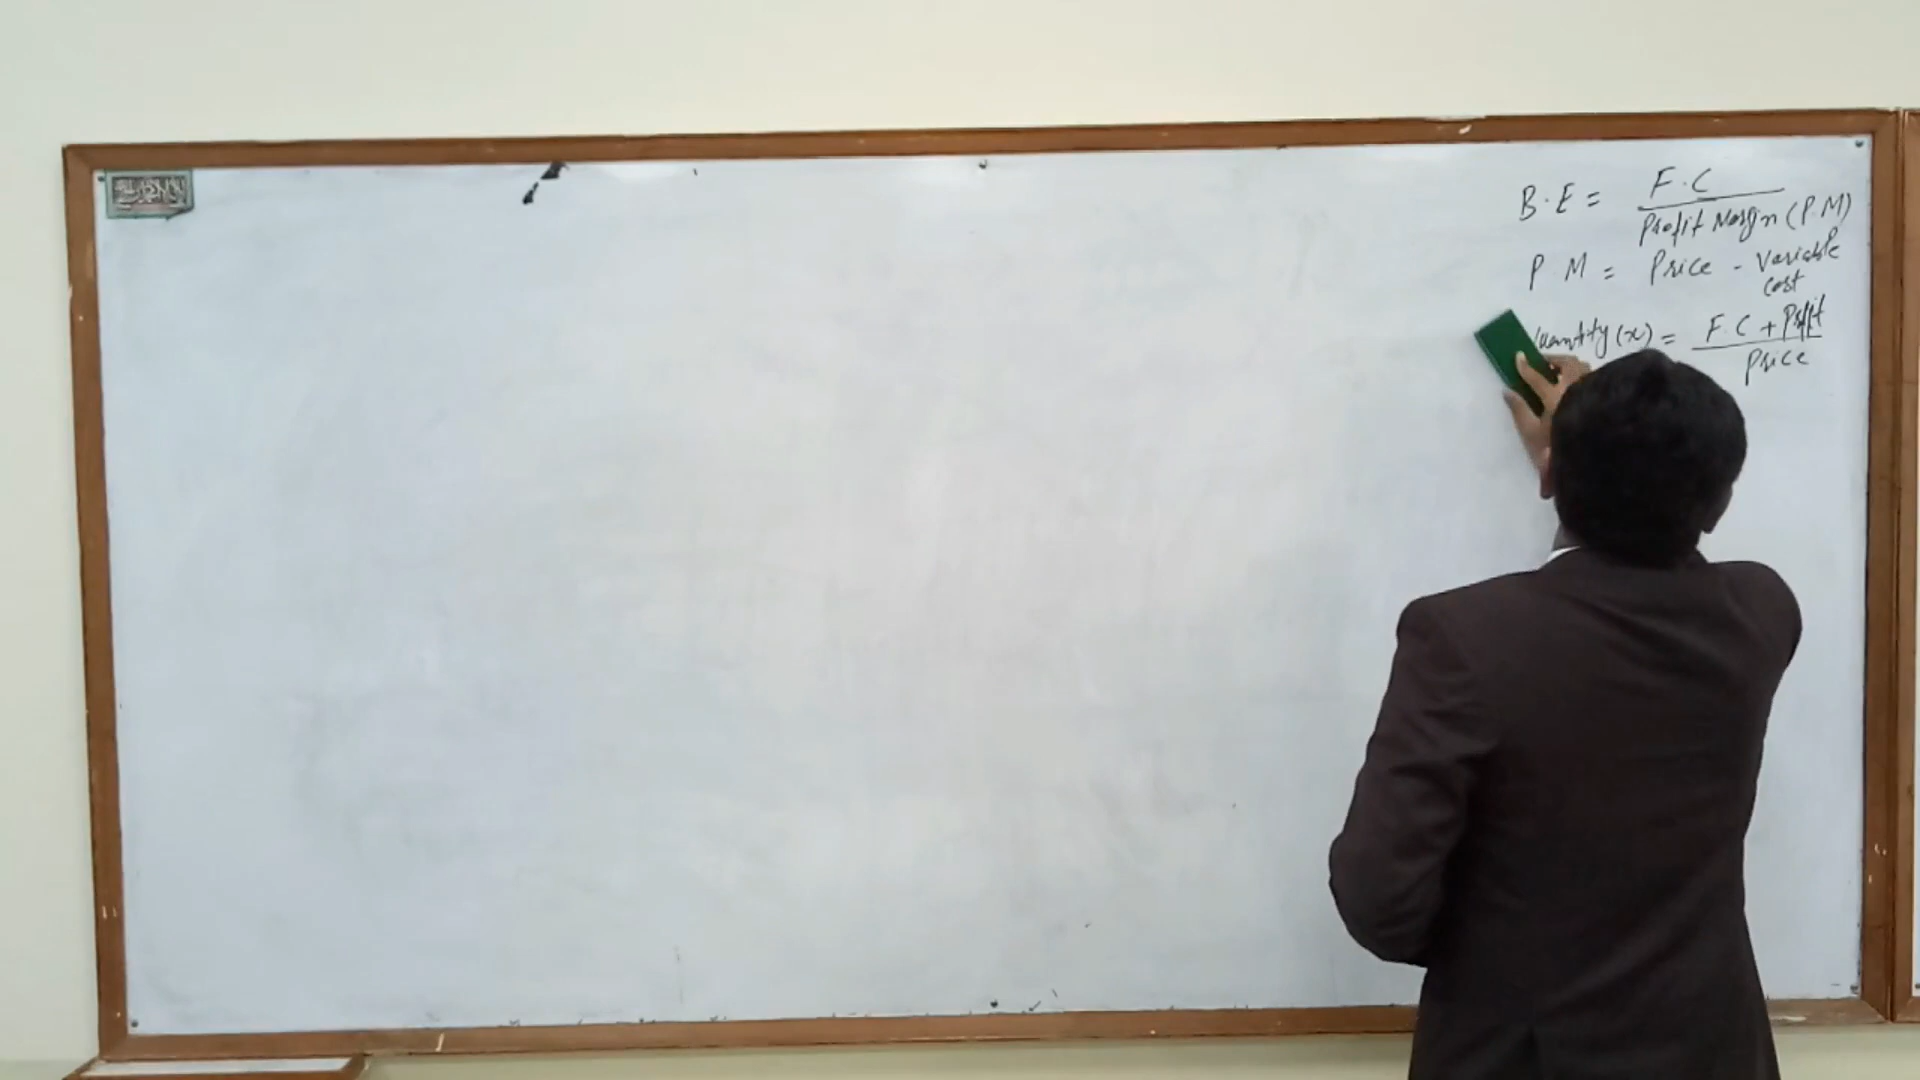 B.E = F.C / Profit Margin (P.M)
P M = Price - Variable cost
uantity (x) = F.C + Profit / Price